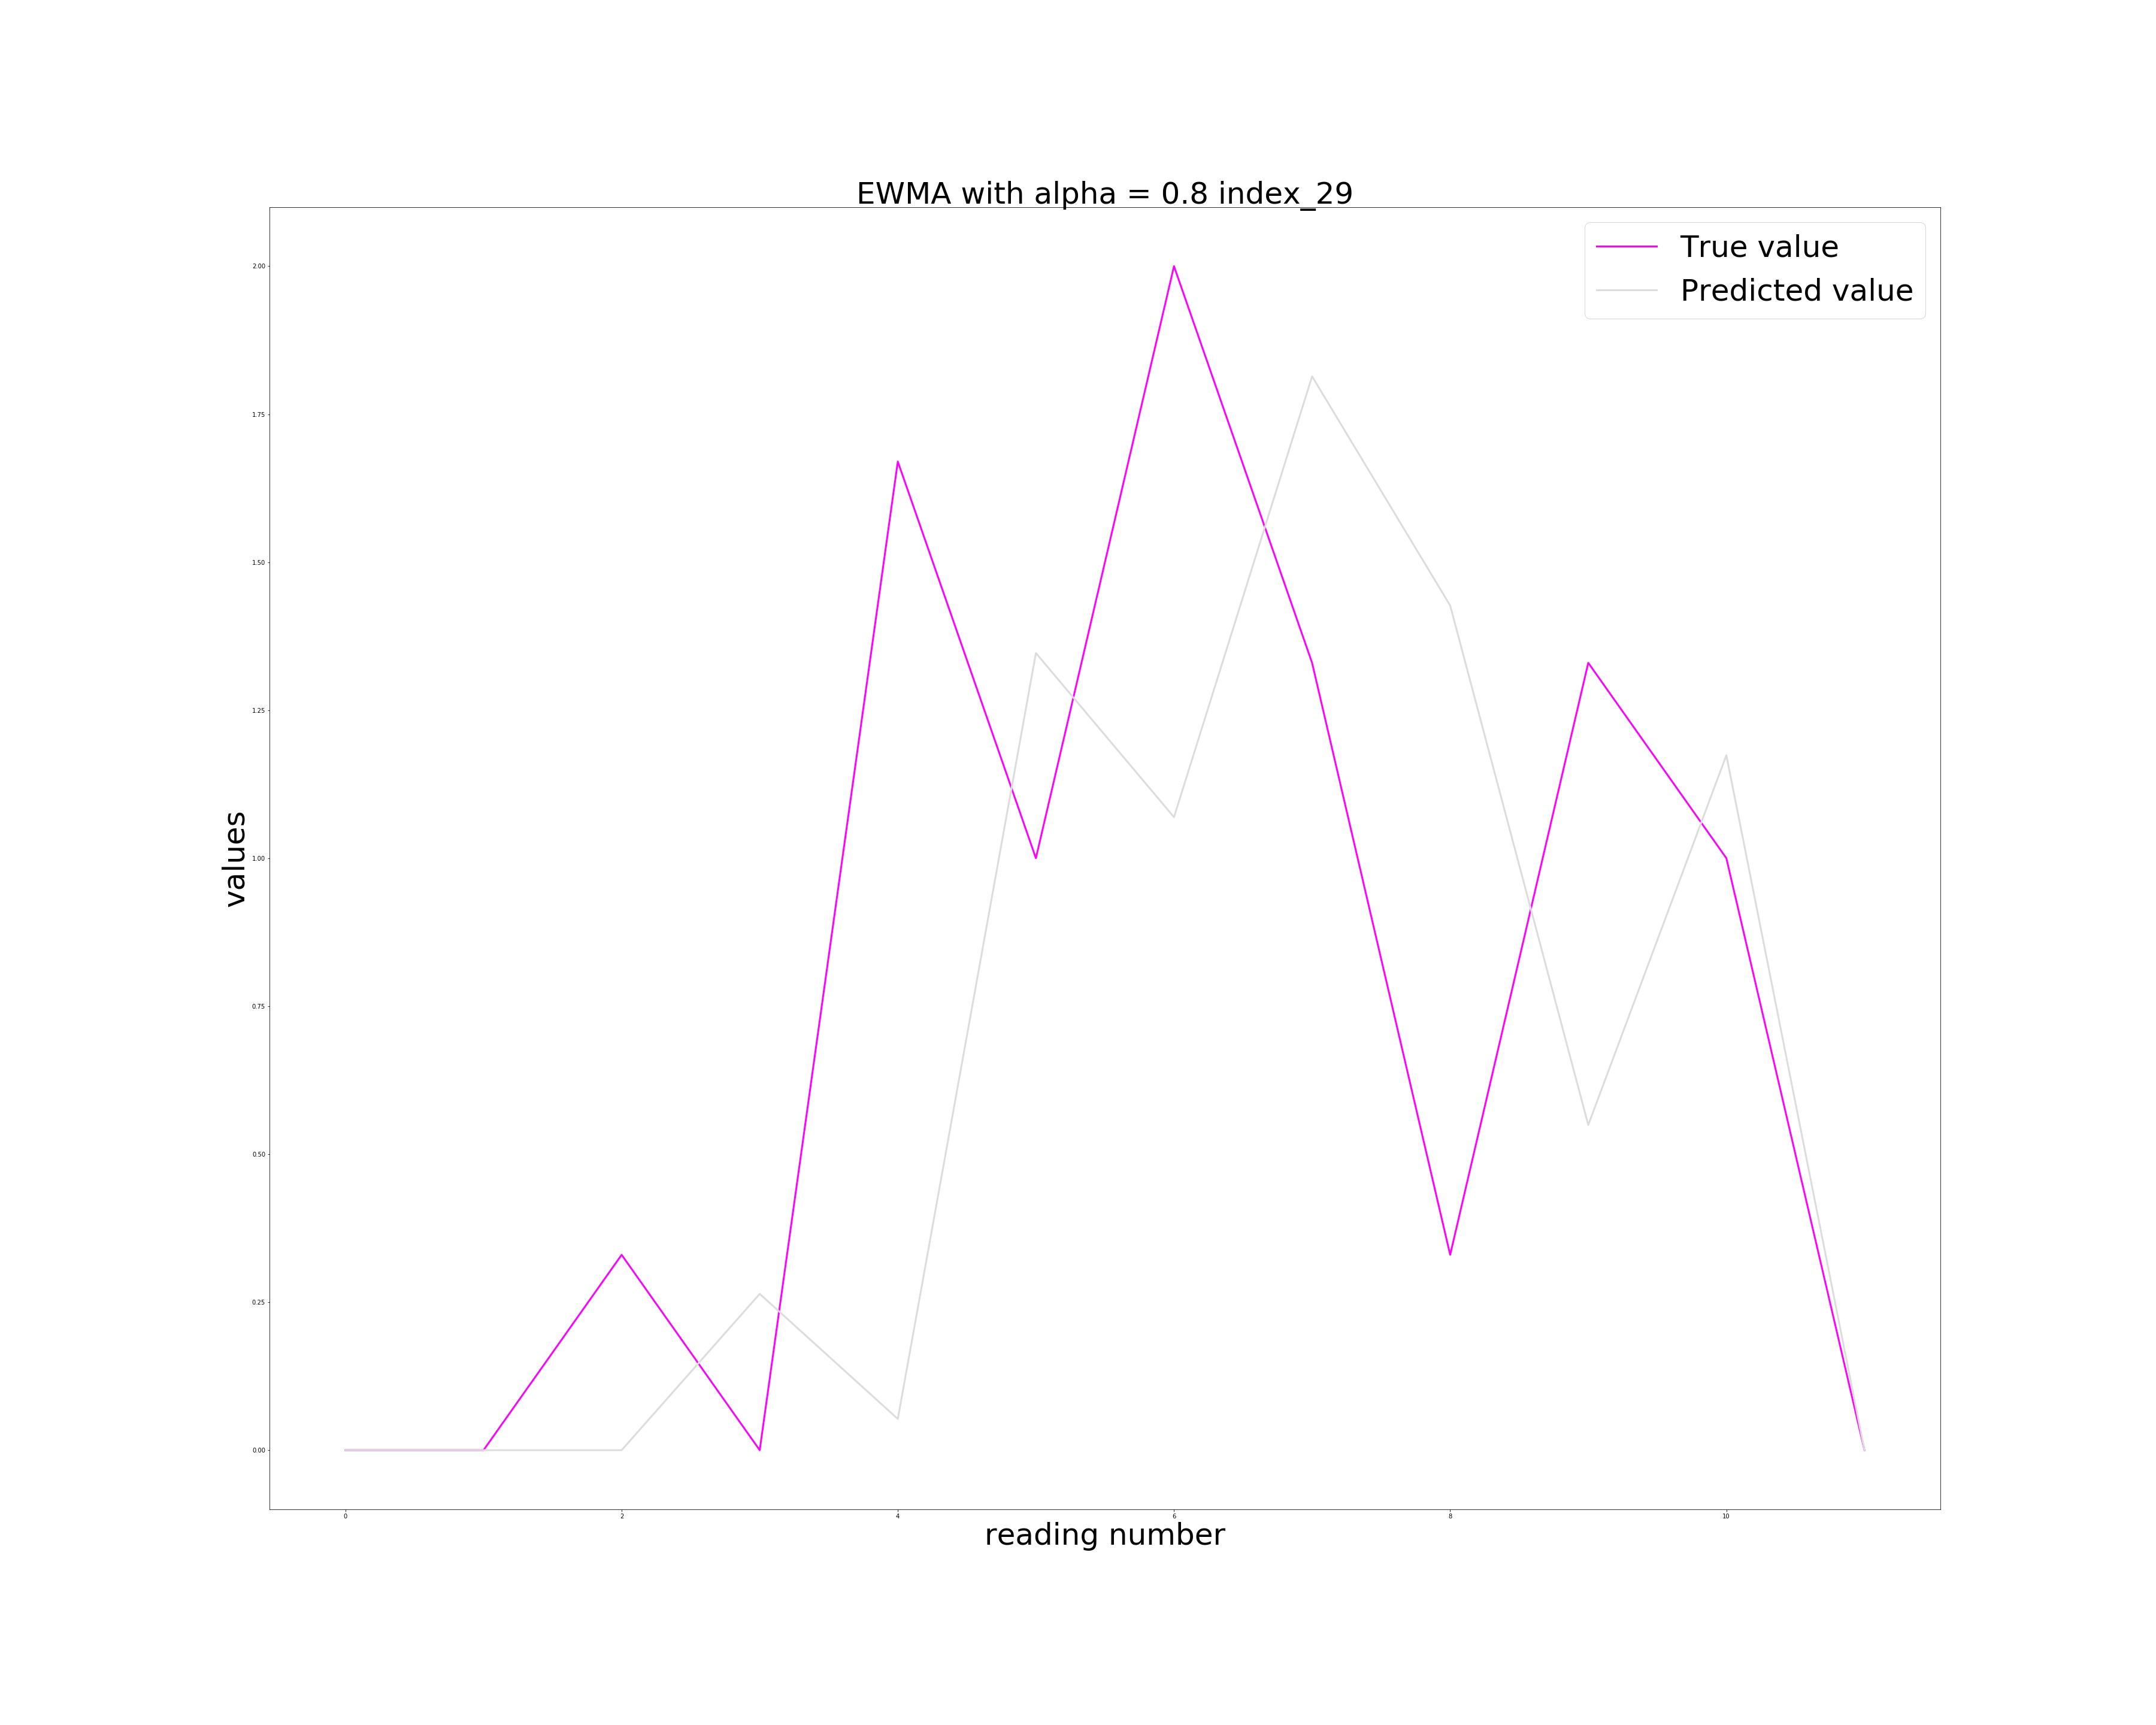 EWMA with alpha = 0.8 index_29
True value
Predicted value
2.00
1.75
1.50
1.25
1.00
0.75
0.50
0.25
0.00
values
0 2 4 6 8 10
reading number